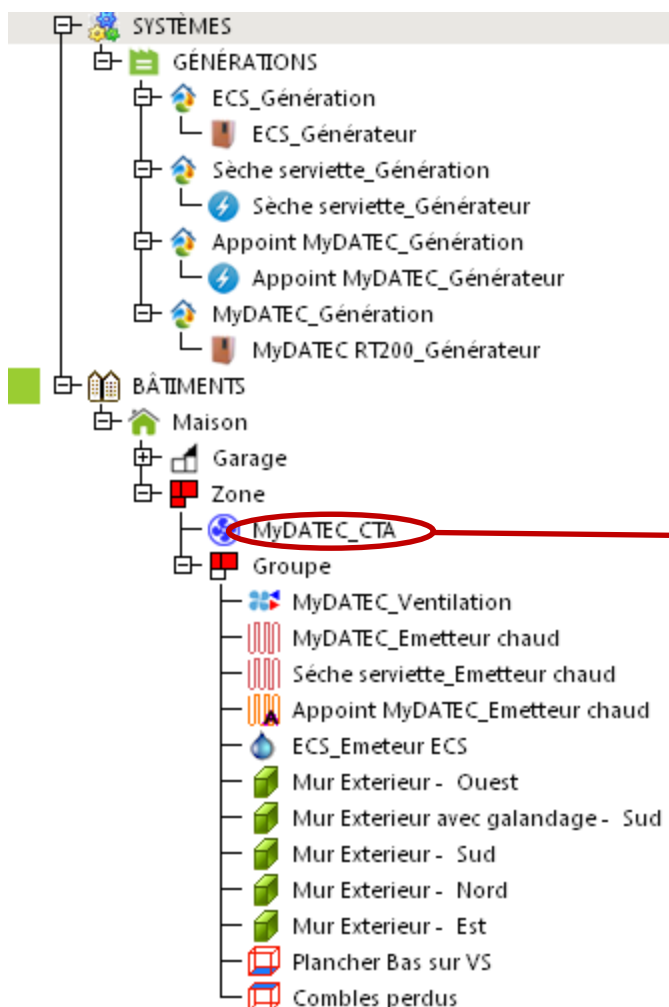 SYSTÈMES
GÉNÉRATIONS
ECS_Génération
ECS_Générateur
Sèche serviette_Génération
Sèche serviette_Générateur
Appoint MyDATEC_Génération
Appoint MyDATEC_Générateur
MyDATEC_Génération
MyDATEC RT200_Générateur
BÂTIMENTS
Maison
Garage
Zone
MyDATEC_CTA
Groupe
MyDATEC_Ventilation
MyDATEC_Emetteur chaud
Séche serviette_Emetteur chaud
Appoint MyDATEC_Emetteur chaud
ECS_Emeteur ECS
Mur Exterieur - Ouest
Mur Exterieur avec galandage - Sud
Mur Exterieur - Sud
Mur Exterieur - Nord
Mur Exterieur - Est
Plancher Bas sur VS
Combles perdus